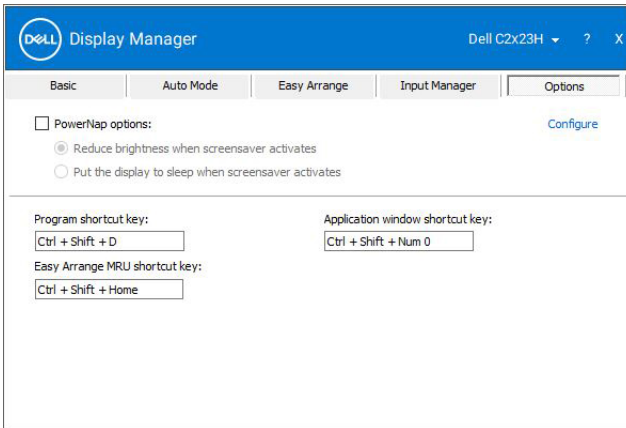 DELL Display Manager Dell C2x23H ? X
Basic Auto Mode Easy Arrange Input Manager Options
PowerNap options: Configure
Reduce brightness when screensaver activates
Put the display to sleep when screensaver activates
Program shortcut key: Application window shortcut key:
Ctrl + Shift + D Ctrl + Shift + Num 0
Easy Arrange MRU shortcut key:
Ctrl + Shift + Home